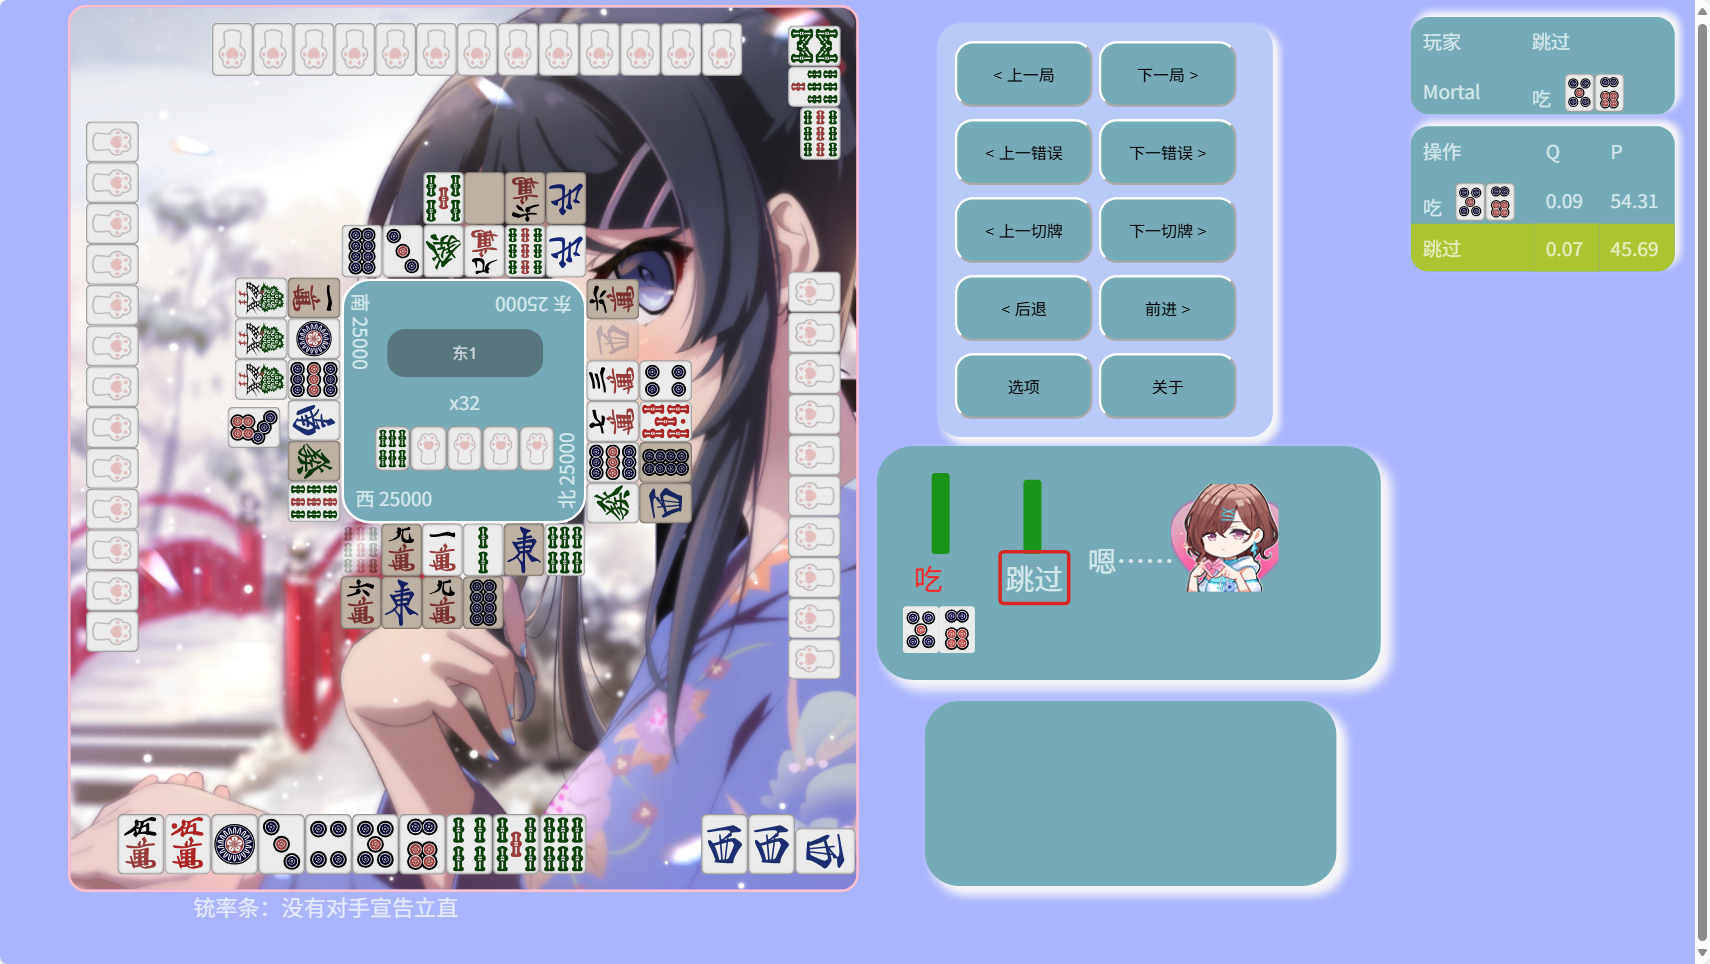 南 25000
东 25000
东1
x32
西 25000
北 25000
铳率条：没有对手宣告立直
< 上一局
下一局 >
< 上一错误
下一错误 >
< 上一切牌
下一切牌 >
< 后退
前进 >
选项
关于
吃
跳过
嗯……
玩家 跳过
Mortal 吃
操作 Q P
吃 0.09 54.31
跳过 0.07 45.69